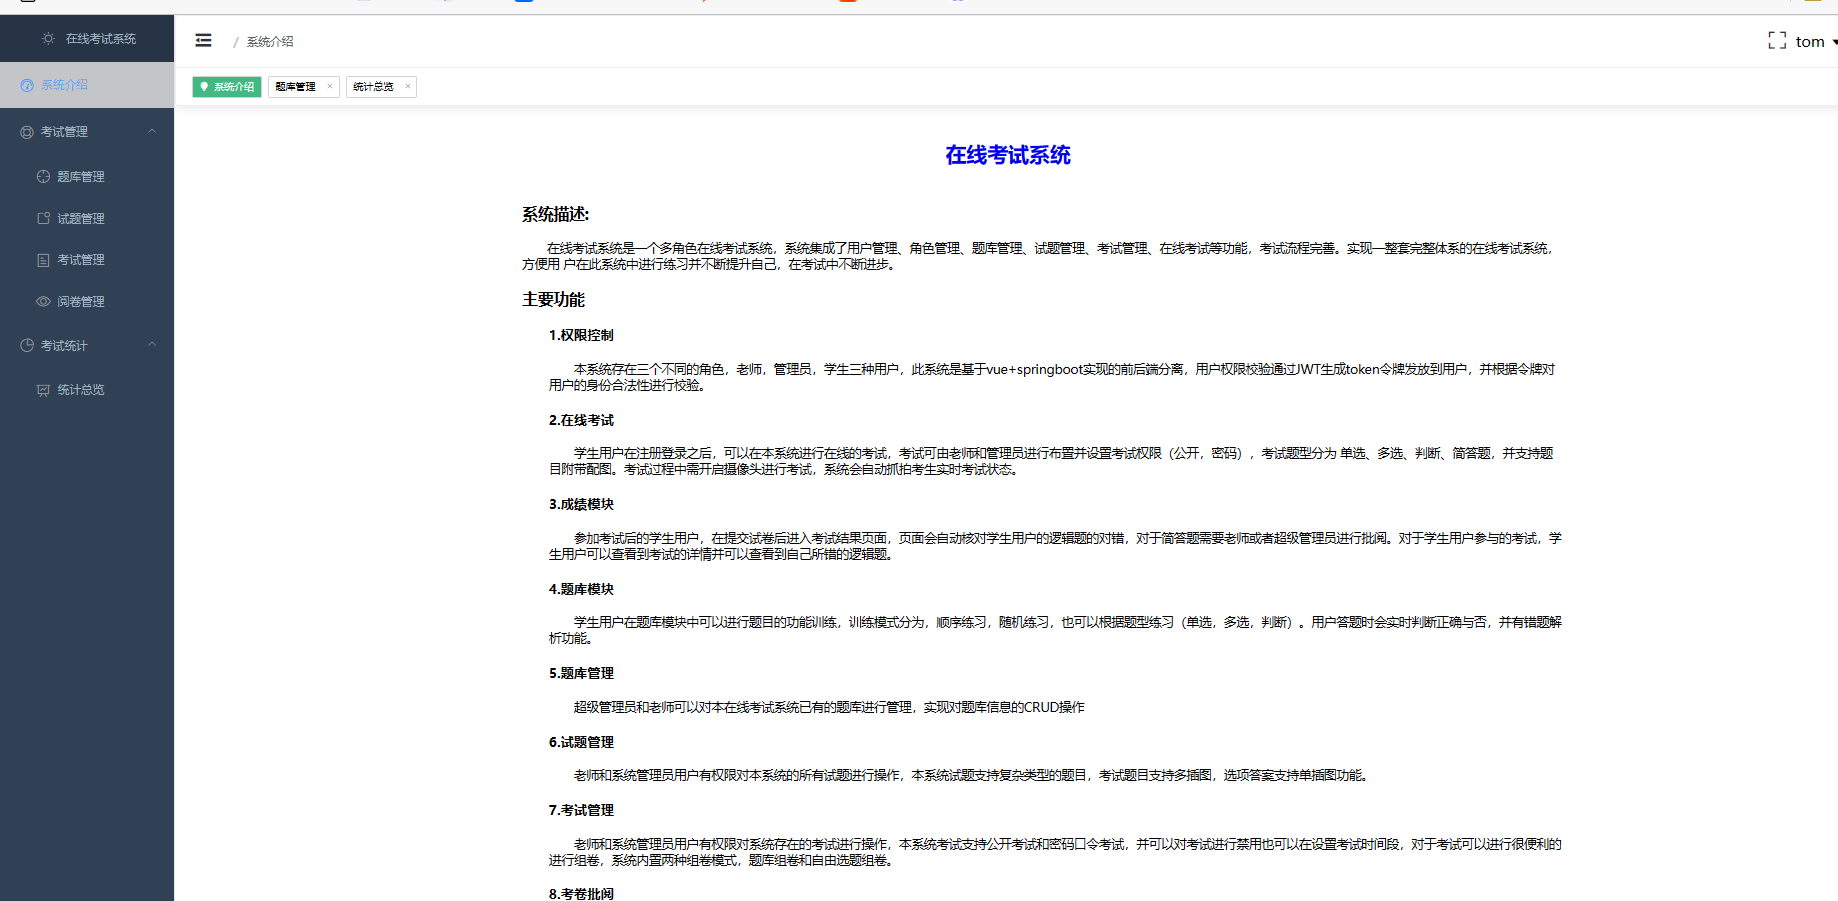 在线考试系统
系统介绍
考试管理
题库管理
试题管理
考试管理
阅卷管理
考试统计
统计总览
/ 系统介绍
tom
系统介绍
题库管理 ×
统计总览 ×
在线考试系统
系统描述:
在线考试系统是一个多角色在线考试系统，系统集成了用户管理、角色管理、题库管理、试题管理、考试管理、在线考试等功能，考试流程完善。实现一整套完整体系的在线考试系统，
方便用 户在此系统中进行练习并不断提升自己，在考试中不断进步。
主要功能
1.权限控制
本系统存在三个不同的角色，老师，管理员，学生三种用户，此系统是基于vue+springboot实现的前后端分离，用户权限校验通过JWT生成token令牌发放到用户，并根据令牌对
用户的身份合法性进行校验。
2.在线考试
学生用户在注册登录之后，可以在本系统进行在线的考试，考试可由老师和管理员进行布置并设置考试权限（公开，密码），考试题型分为 单选、多选、判断、简答题，并支持题
目附带配图。考试过程中需开启摄像头进行考试，系统会自动抓拍考生实时考试状态。
3.成绩模块
参加考试后的学生用户，在提交试卷后进入考试结果页面，页面会自动核对学生用户的逻辑题的对错，对于简答题需要老师或者超级管理员进行批阅。对于学生用户参与的考试，学
生用户可以查看到考试的详情并可以查看到自己所错的逻辑题。
4.题库模块
学生用户在题库模块中可以进行题目的功能训练，训练模式分为，顺序练习，随机练习，也可以根据题型练习（单选，多选，判断）。用户答题时会实时判断正确与否，并有错题解
析功能。
5.题库管理
超级管理员和老师可以对本在线考试系统已有的题库进行管理，实现对题库信息的CRUD操作
6.试题管理
老师和系统管理员用户有权限对本系统的所有试题进行操作，本系统试题支持复杂类型的题目，考试题目支持多插图，选项答案支持单插图功能。
7.考试管理
老师和系统管理员用户有权限对系统存在的考试进行操作，本系统考试支持公开考试和密码口令考试，并可以对考试进行禁用也可以在设置考试时间段，对于考试可以进行很便利的
进行组卷，系统内置两种组卷模式，题库组卷和自由选题组卷。
8.考卷批阅